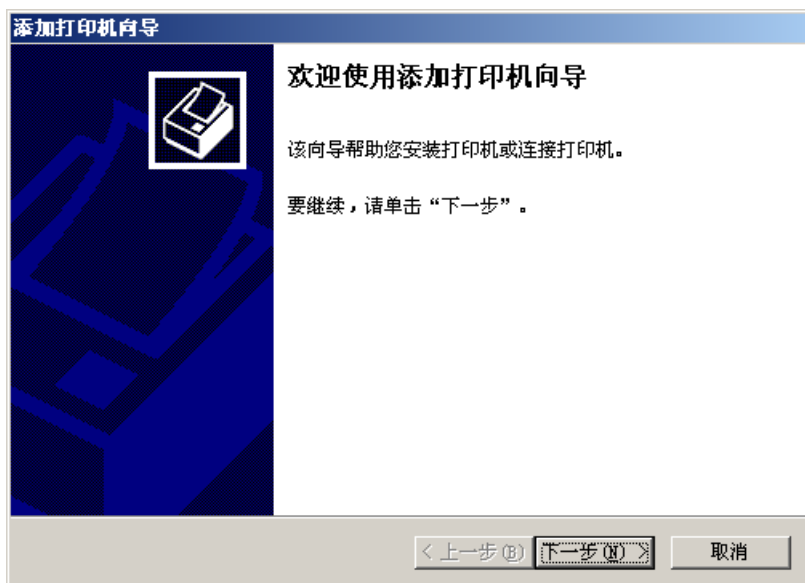 添加打印机向导
欢迎使用添加打印机向导
该向导帮助您安装打印机或连接打印机。
要继续，请单击“下一步”。
< 上一步(B) 下一步(N) > 取消